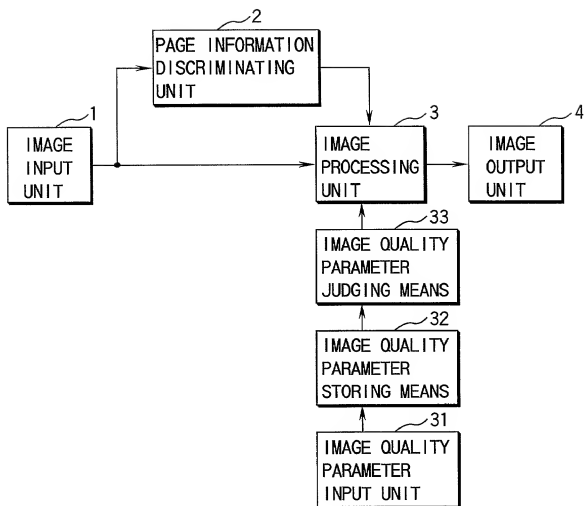 2
PAGE INFORMATION
DISCRIMINATING
UNIT
1
IMAGE
INPUT
UNIT
3
IMAGE
PROCESSING
UNIT
4
IMAGE
OUTPUT
UNIT
33
IMAGE QUALITY
PARAMETER
JUDGING MEANS
32
IMAGE QUALITY
PARAMETER
STORING MEANS
31
IMAGE QUALITY
PARAMETER
INPUT UNIT